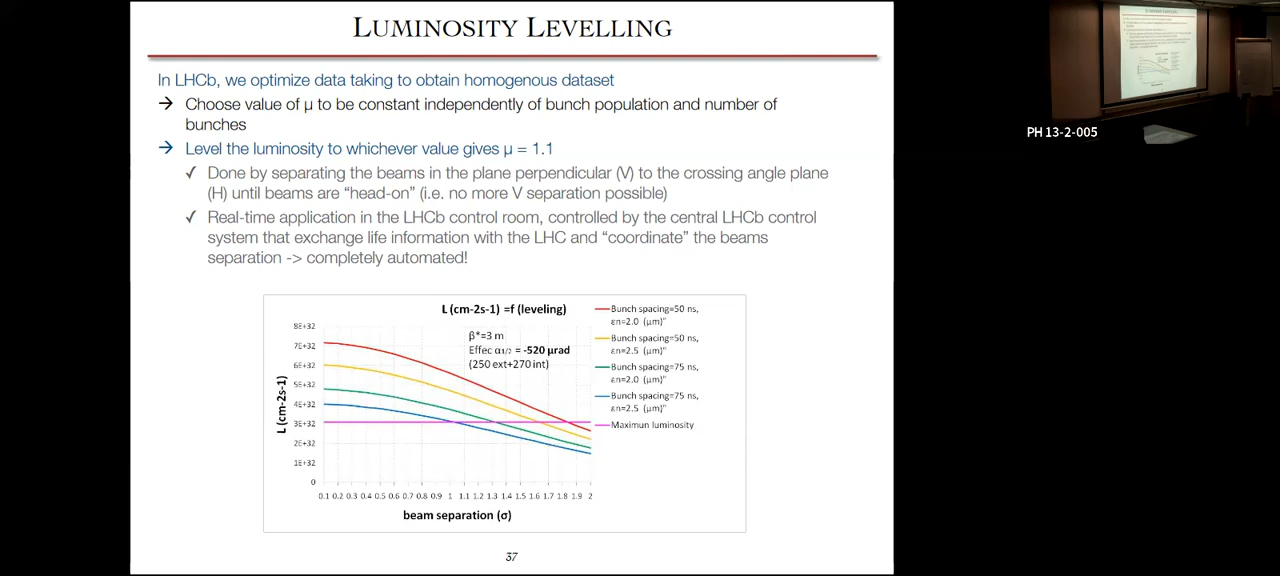 LUMINOSITY LEVELLING
In LHCb, we optimize data taking to obtain homogenous dataset
→ Choose value of μ to be constant independently of bunch population and number of
bunches
→ Level the luminosity to whichever value gives μ = 1.1
✓ Done by separating the beams in the plane perpendicular (V) to the crossing angle plane
(H) until beams are “head-on” (i.e. no more V separation possible)
✓ Real-time application in the LHCb control room, controlled by the central LHCb control
system that exchange life information with the LHC and “coordinate” the beams
separation -> completely automated!
L (cm-2s-1) =f (leveling)
β*=3 m
Effec α1/2 = -520 μrad
(250 ext+270 int)
Bunch spacing=50 ns,
εn=2.0 (μm)"
Bunch spacing=50 ns,
εn=2.5 (μm)"
Bunch spacing=75 ns,
εn=2.0 (μm)"
Bunch spacing=75 ns,
εn=2.5 (μm)"
Maximun luminosity
L (cm-2s-1)
8E+32
7E+32
6E+32
5E+32
4E+32
3E+32
2E+32
1E+32
0
0.1 0.2 0.3 0.4 0.5 0.6 0.7 0.8 0.9 1 1.1 1.2 1.3 1.4 1.5 1.6 1.7 1.8 1.9 2
beam separation (σ)
37
PH 13-2-005